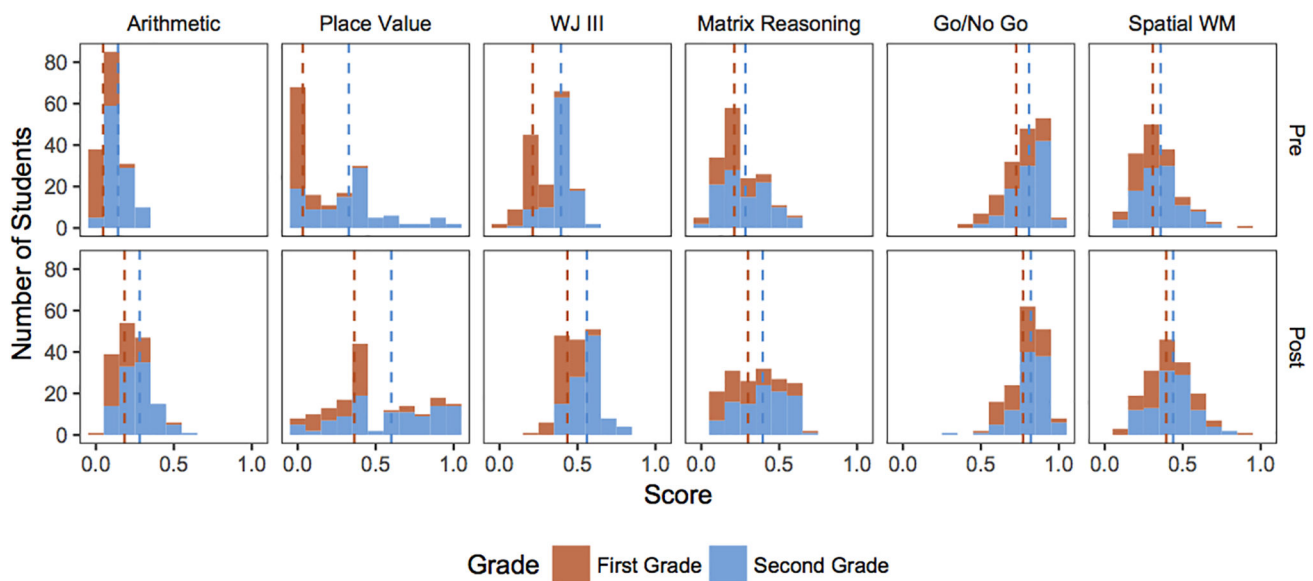 Arithmetic Place Value WJ III Matrix Reasoning Go/No Go Spatial WM
Number of Students
80
60
40
20
0
Pre
80
60
40
20
0
Post
0.0 0.5 1.0 0.0 0.5 1.0 0.0 0.5 1.0 0.0 0.5 1.0 0.0 0.5 1.0 0.0 0.5 1.0
Score
Grade First Grade Second Grade